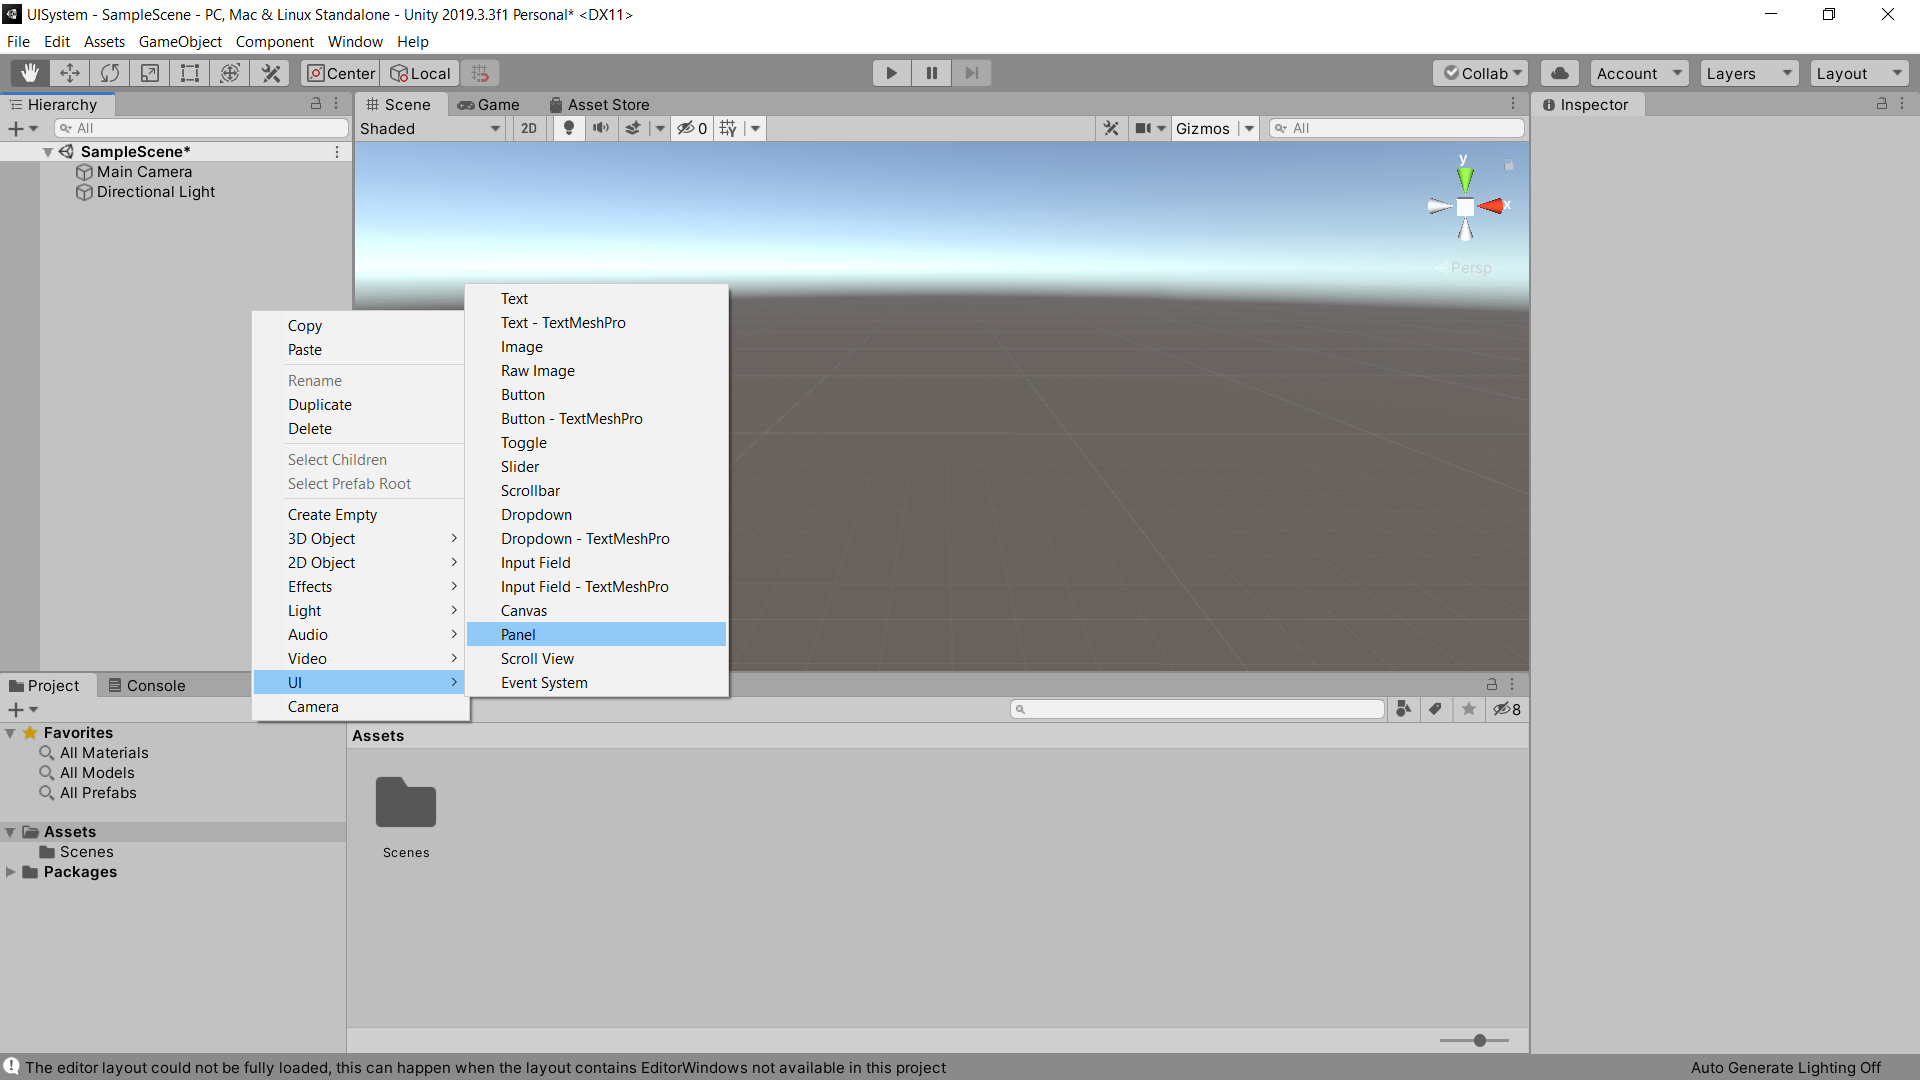 UISystem - SampleScene - PC, Mac & Linux Standalone - Unity 2019.3.3f1 Personal* <DX11>
File Edit Assets GameObject Component Window Help
Center Local Collab Account Layers Layout
Hierarchy
All
SampleScene*
Main Camera
Directional Light
Scene Game Asset Store
Shaded 2D 0 Gizmos All
y
x
Persp
Inspector
Copy
Paste
Rename
Duplicate
Delete
Select Children
Select Prefab Root
Create Empty
3D Object
2D Object
Effects
Light
Audio
Video
UI
Camera
Text
Text - TextMeshPro
Image
Raw Image
Button
Button - TextMeshPro
Toggle
Slider
Scrollbar
Dropdown
Dropdown - TextMeshPro
Input Field
Input Field - TextMeshPro
Canvas
Panel
Scroll View
Event System
Project Console
8
Favorites
All Materials
All Models
All Prefabs
Assets
Scenes
Packages
Assets
Scenes
The editor layout could not be fully loaded, this can happen when the layout contains EditorWindows not available in this project
Auto Generate Lighting Off